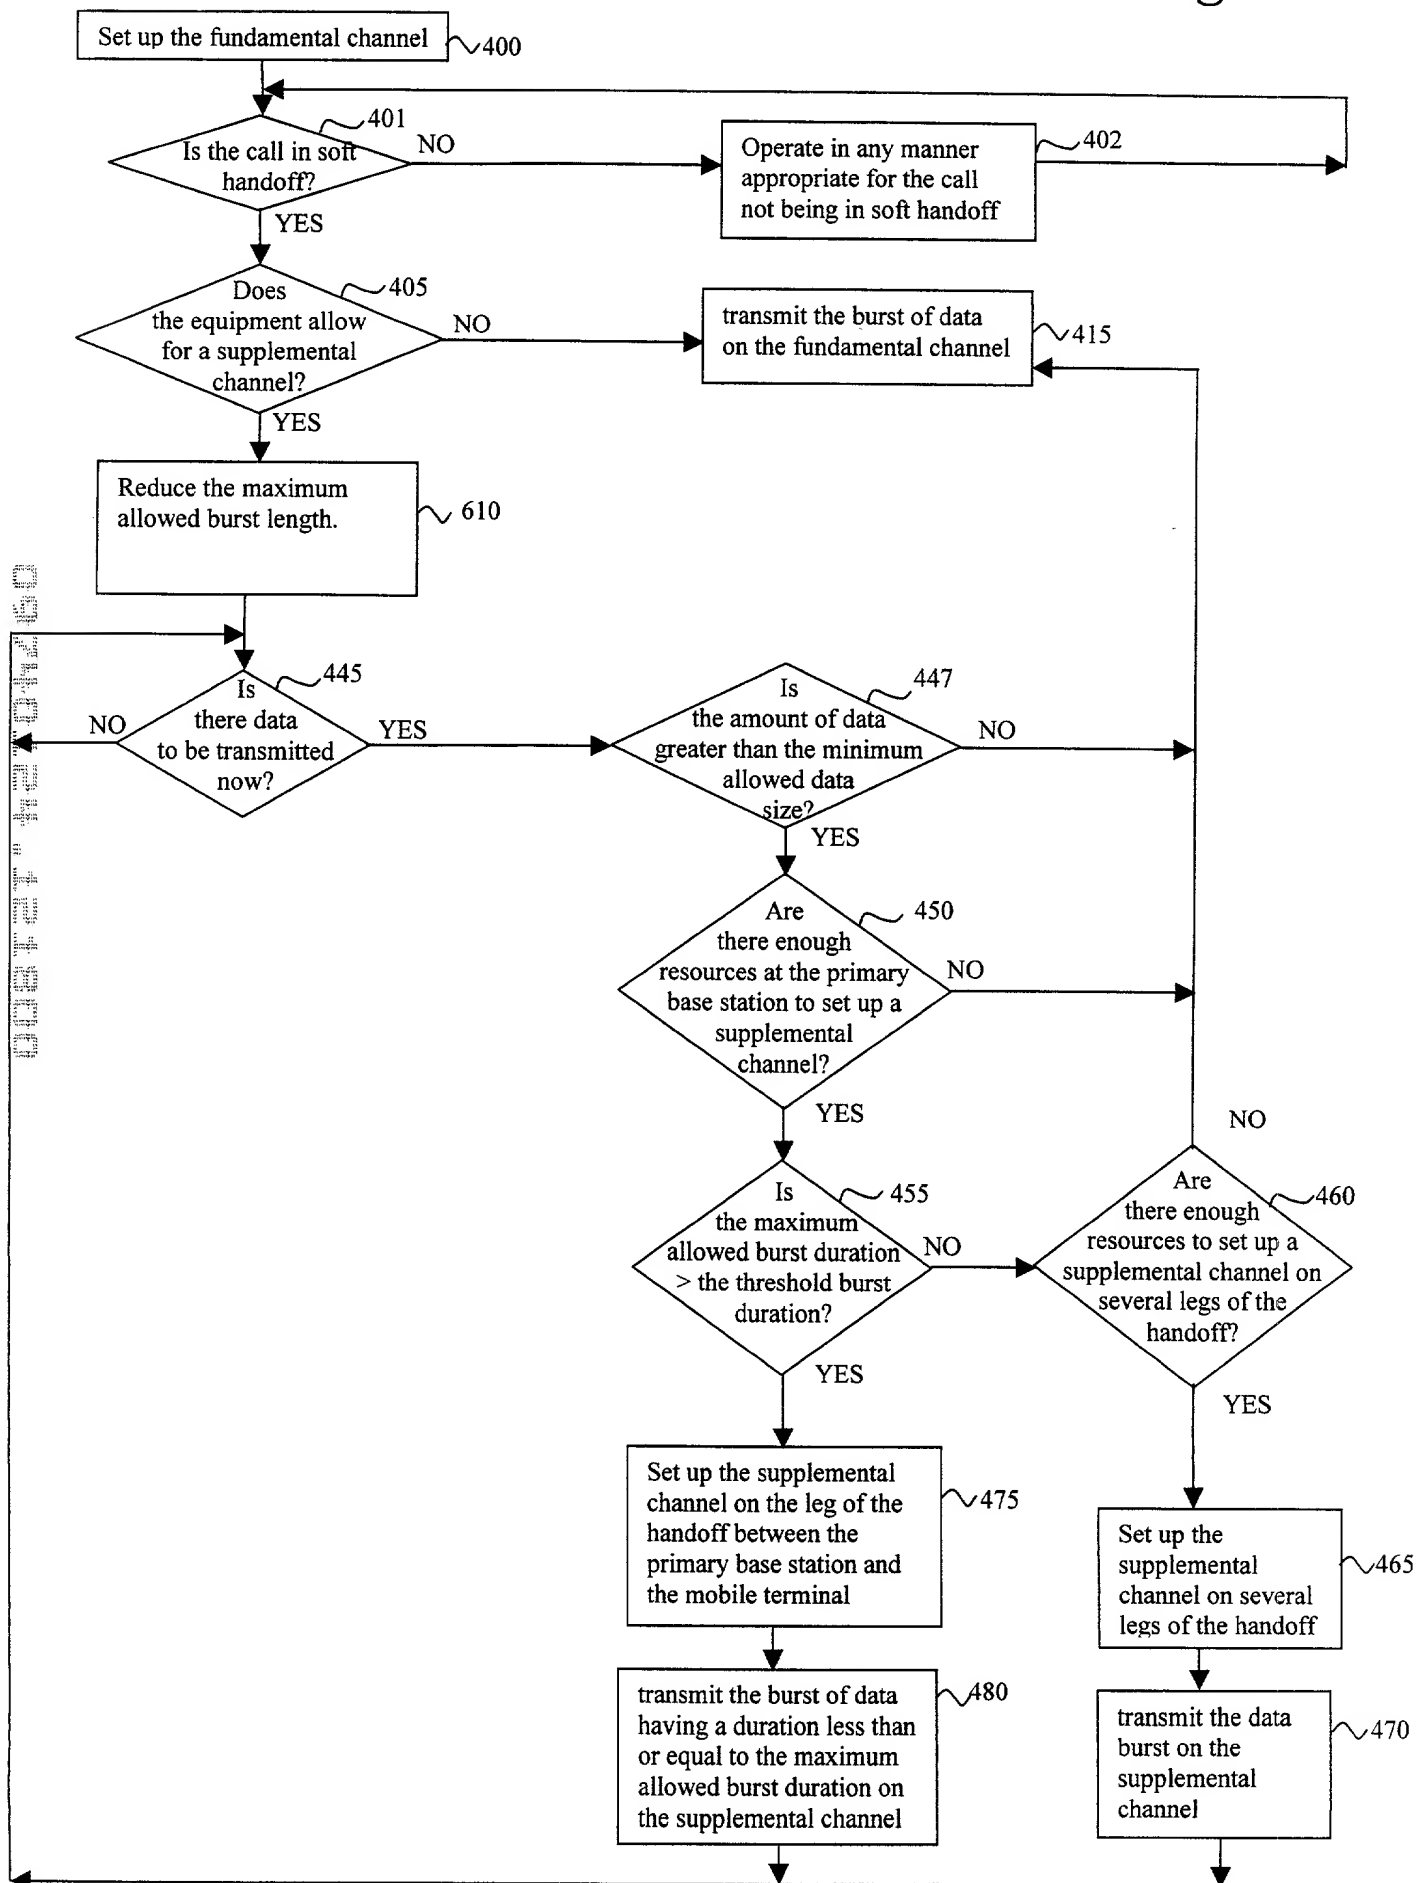 Set up the fundamental channel
400
401
Is the call in soft
handoff?
NO
YES
Operate in any manner
appropriate for the call
not being in soft handoff
402
405
Does
the equipment allow
for a supplemental
channel?
NO
YES
transmit the burst of data
on the fundamental channel
415
Reduce the maximum
allowed burst length.
610
445
Is
there data
to be transmitted
now?
NO
YES
447
Is
the amount of data
greater than the minimum
allowed data
size?
NO
YES
450
Are
there enough
resources at the primary
base station to set up a
supplemental
channel?
NO
YES
455
Is
the maximum
allowed burst duration
> the threshold burst
duration?
NO
YES
NO
460
Are
there enough
resources to set up a
supplemental channel on
several legs of the
handoff?
YES
Set up the supplemental
channel on the leg of the
handoff between the
primary base station and
the mobile terminal
475
Set up the
supplemental
channel on several
legs of the handoff
465
transmit the burst of data
having a duration less than
or equal to the maximum
allowed burst duration on
the supplemental channel
480
transmit the data
burst on the
supplemental
channel
470